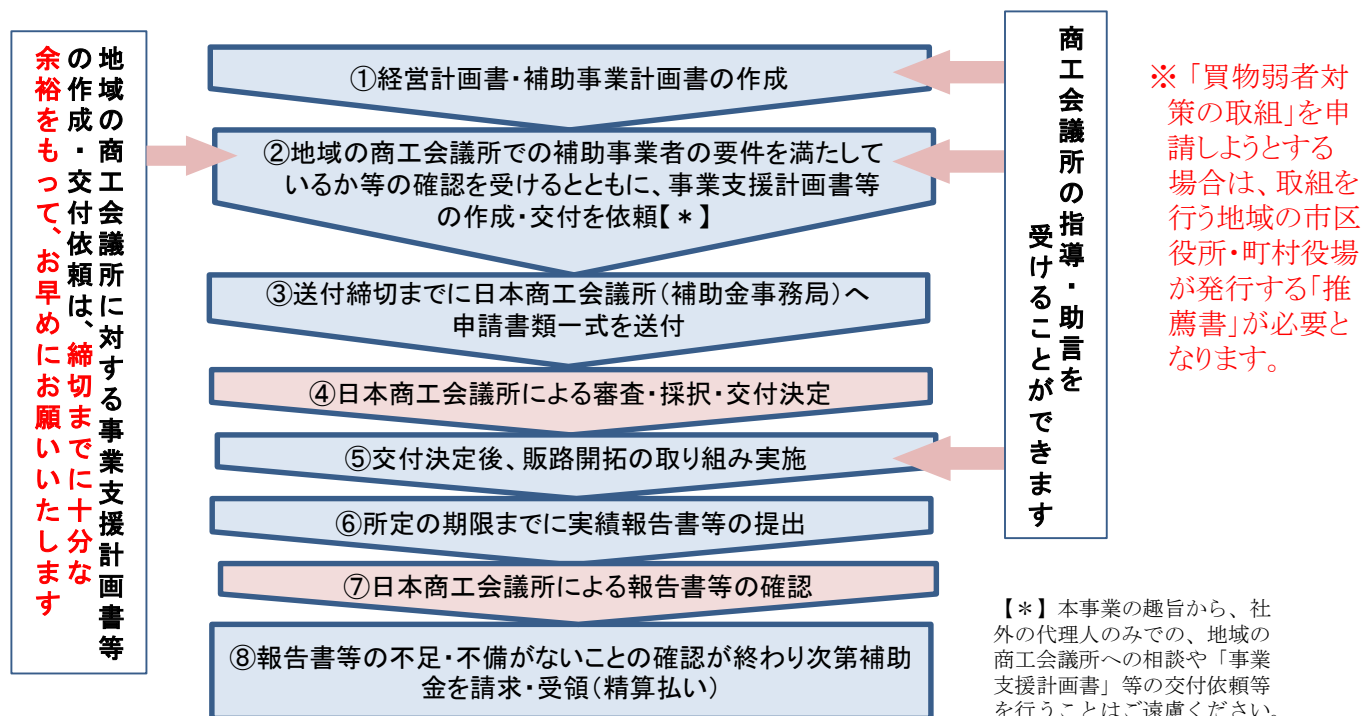 地域の商工会議所に対する事業支援計画書等
の作成・交付依頼は、締切までに十分な
余裕をもって、お早めにお願いいたします
①経営計画書・補助事業計画書の作成
②地域の商工会議所での補助事業者の要件を満たして
いるか等の確認を受けるとともに、事業支援計画書等
の作成・交付を依頼【＊】
③送付締切までに日本商工会議所（補助金事務局）へ
申請書類一式を送付
④日本商工会議所による審査・採択・交付決定
⑤交付決定後、販路開拓の取り組み実施
⑥所定の期限までに実績報告書等の提出
⑦日本商工会議所による報告書等の確認
⑧報告書等の不足・不備がないことの確認が終わり次第補助
金を請求・受領（精算払い）
商工会議所の指導・助言を
受けることができます
※「買物弱者対
策の取組」を申
請しようとする
場合は、取組を
行う地域の市区
役所・町村役場
が発行する「推
薦書」が必要と
なります。
【＊】本事業の趣旨から、社
外の代理人のみでの、地域の
商工会議所への相談や「事業
支援計画書」等の交付依頼等
を行うことはご遠慮ください。